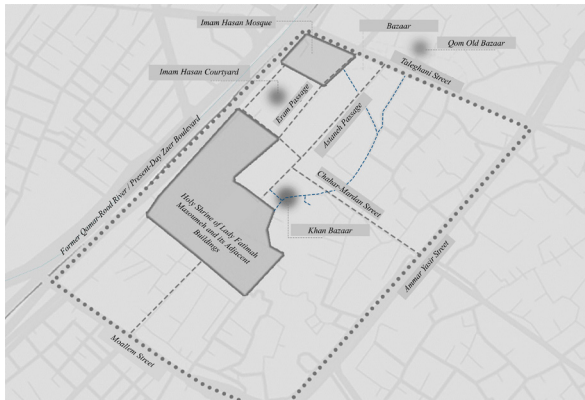 Imam Hasan Mosque
Bazaar
Qom Old Bazaar
Imam Hasan Courtyard
Taleghani Street
Eram Passage
Astaneh Passage
Former Qamar-Rood River / Present-Day Zaer Boulevard
Chahar-Mardan Street
Holy Shrine of Lady Fatimah
Masoumeh and its Adjacent
Buildings
Khan Bazaar
Ammar Yasir Street
Moallem Street